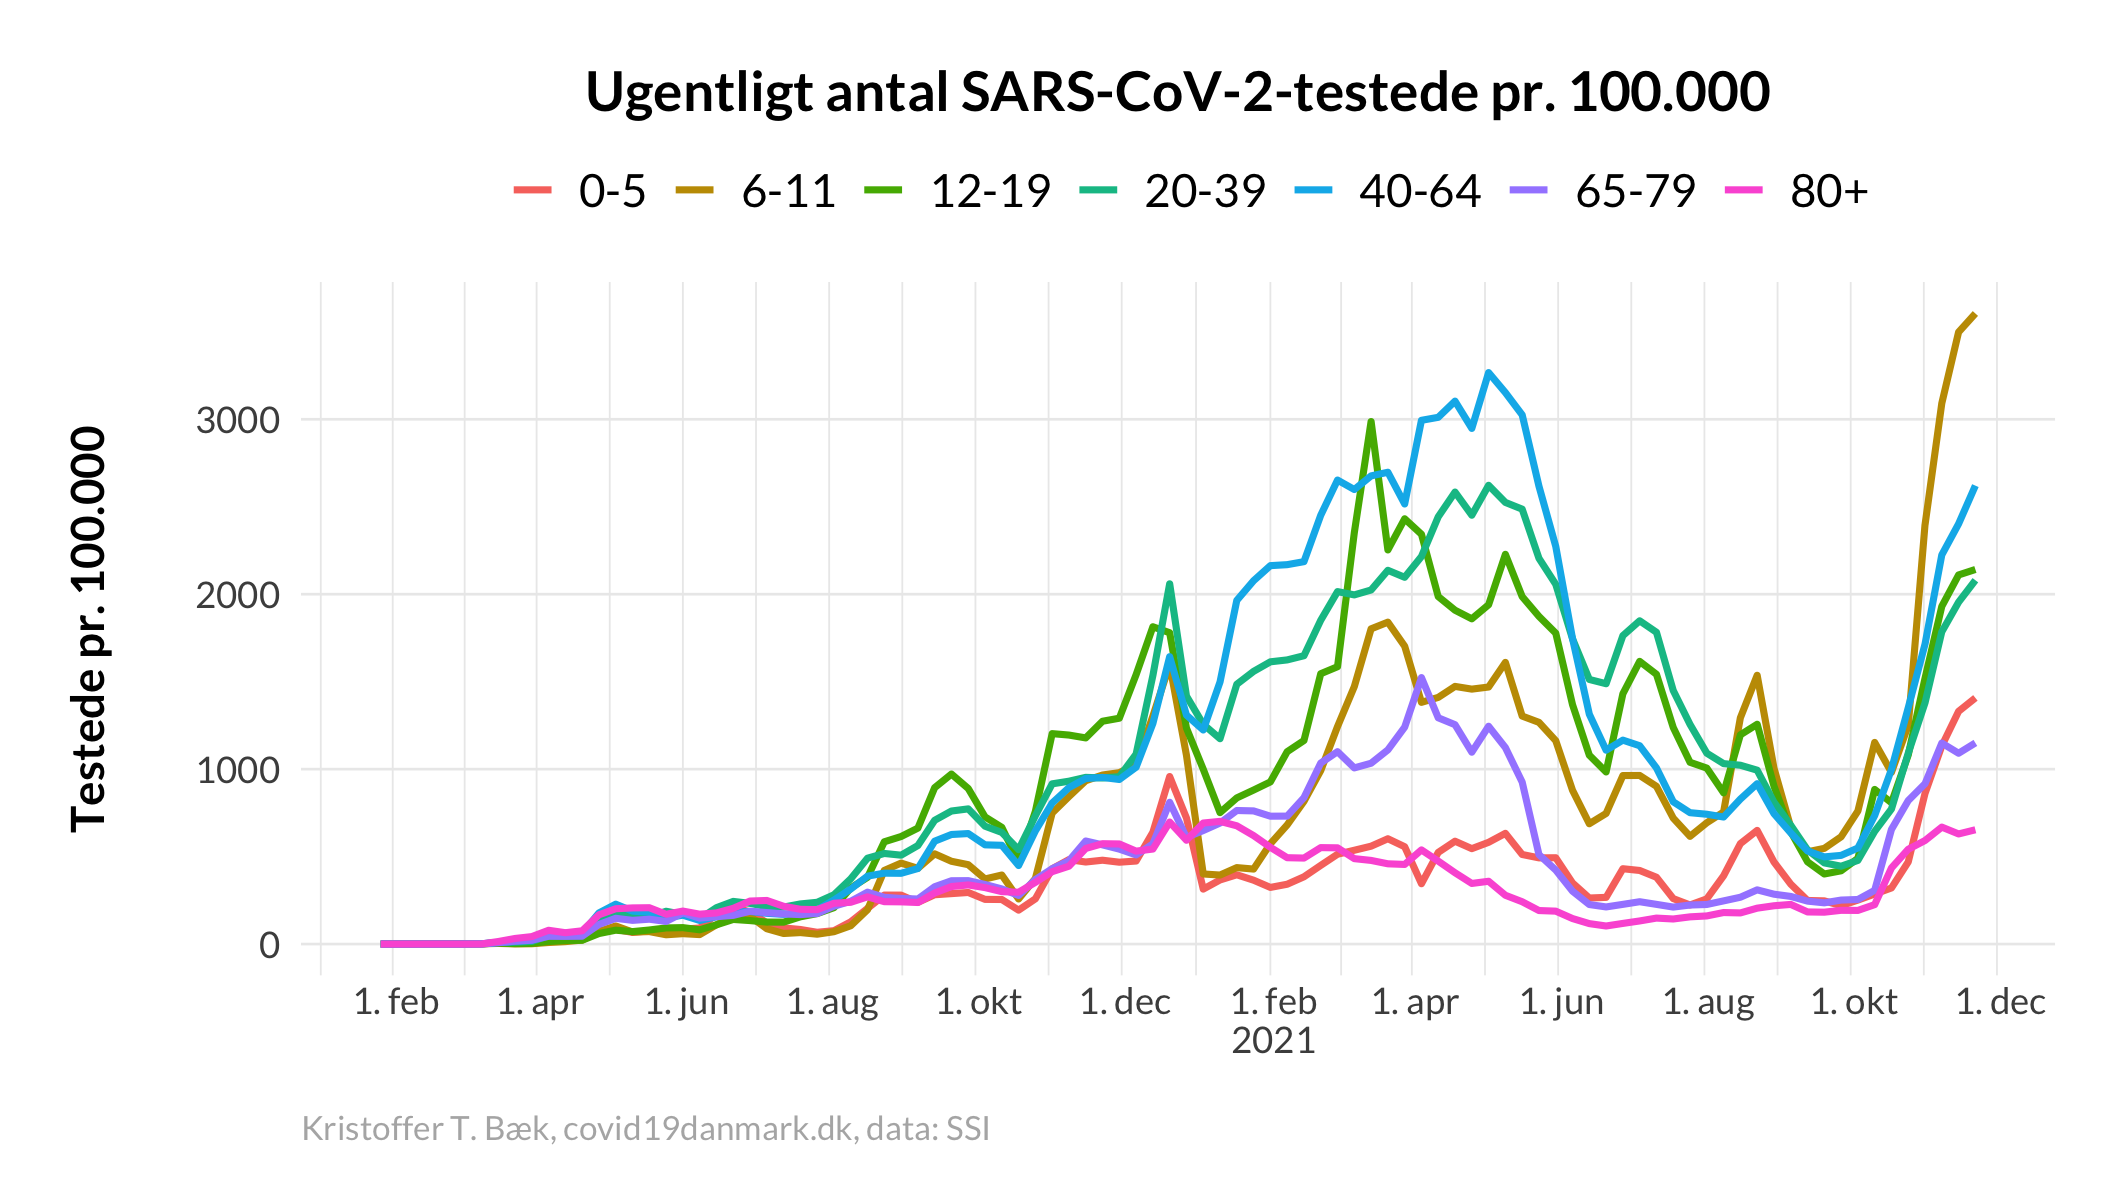 Ugentligt antal SARS-CoV-2-testede pr. 100.000
0-5 6-11 12-19 20-39 40-64 65-79 80+
Testede pr. 100.000
3000
2000
1000
0
1. feb 1. apr 1. jun 1. aug 1. okt 1. dec 1. feb 1. apr 1. jun 1. aug 1. okt 1. dec
2021
Kristoffer T. Bæk, covid19danmark.dk, data: SSI